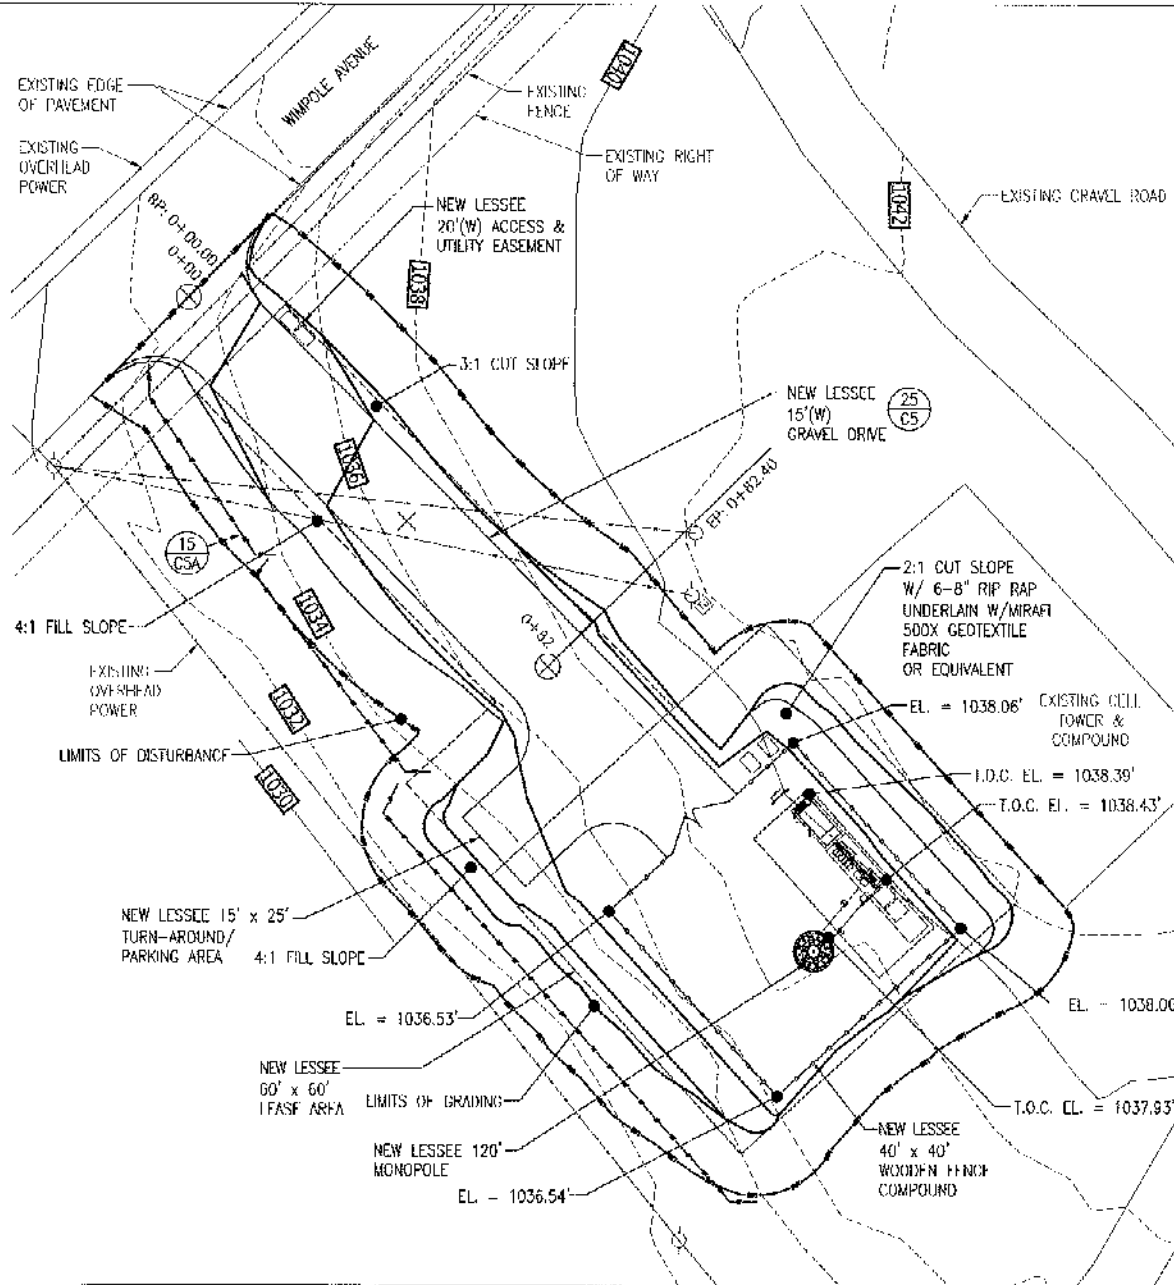 EXISTING EDGE
OF PAVEMENT
WIMPOLE AVENUE
1040
EXISTING
FENCE
EXISTING
OVERHEAD
POWER
EXISTING RIGHT
OF WAY
1042
EXISTING GRAVEL ROAD
BP: 0+00.00
0+00
NEW LESSEE
20'(W) ACCESS &
UTILITY EASEMENT
1038
3:1 CUT SLOPE
NEW LESSEE
15'(W)
GRAVEL DRIVE
25
C5
1036
EP: 0+82.40
15
C5A
2:1 CUT SLOPE
W/ 6-8" RIP RAP
UNDERLAIN W/MIRAFI
500X GEOTEXTILE
FABRIC
OR EQUIVALENT
1034
4:1 FILL SLOPE
0+82
EXISTING
OVERHEAD
POWER
1032
EL. = 1038.06'
EXISTING CELL
TOWER &
COMPOUND
LIMITS OF DISTURBANCE
1030
T.O.C. EL. = 1038.39'
T.O.C. EL. = 1038.43'
NEW LESSEE 15' x 25'
TURN-AROUND/
PARKING AREA
4:1 FILL SLOPE
EL. = 1036.53'
EL. = 1038.00
NEW LESSEE
60' x 60'
LEASE AREA
LIMITS OF GRADING
T.O.C. EL. = 1037.93'
NEW LESSEE 120'
MONOPOLE
NEW LESSEE
40' x 40'
WOODEN FENCE
COMPOUND
EL. = 1036.54'